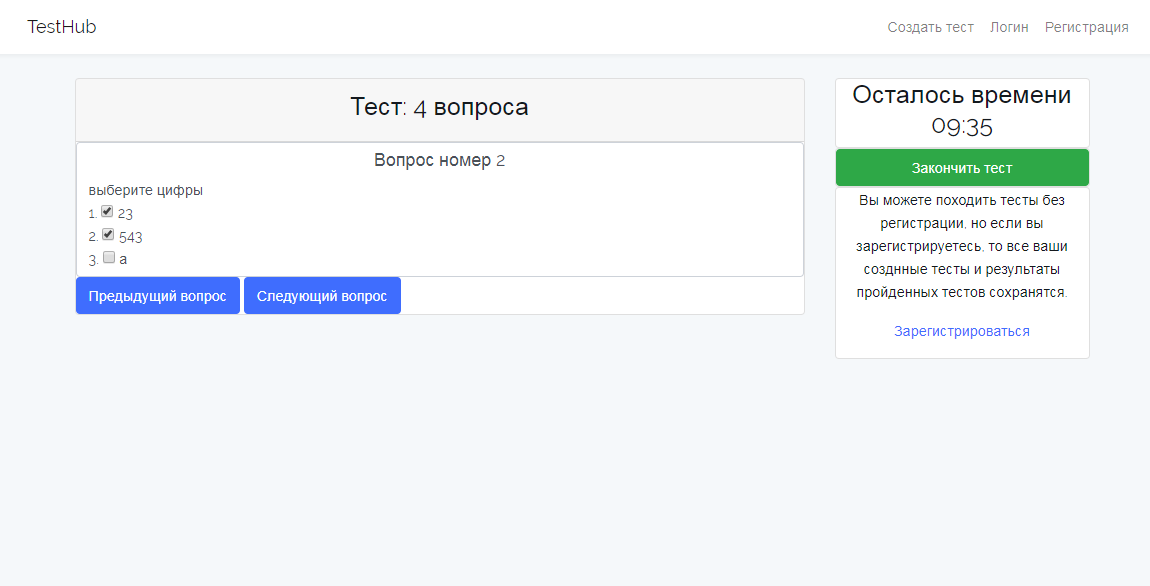 TestHub
Создать тест Логин Регистрация
Тест: 4 вопроса
Вопрос номер 2
выберите цифры
1. 23
2. 543
3. а
Предыдущий вопрос Следующий вопрос
Осталось времени
09:35
Закончить тест
Вы можете походить тесты без
регистрации, но если вы
зарегистрируетесь, то все ваши
созднные тесты и результаты
пройденных тестов сохранятся.
Зарегистрироваться